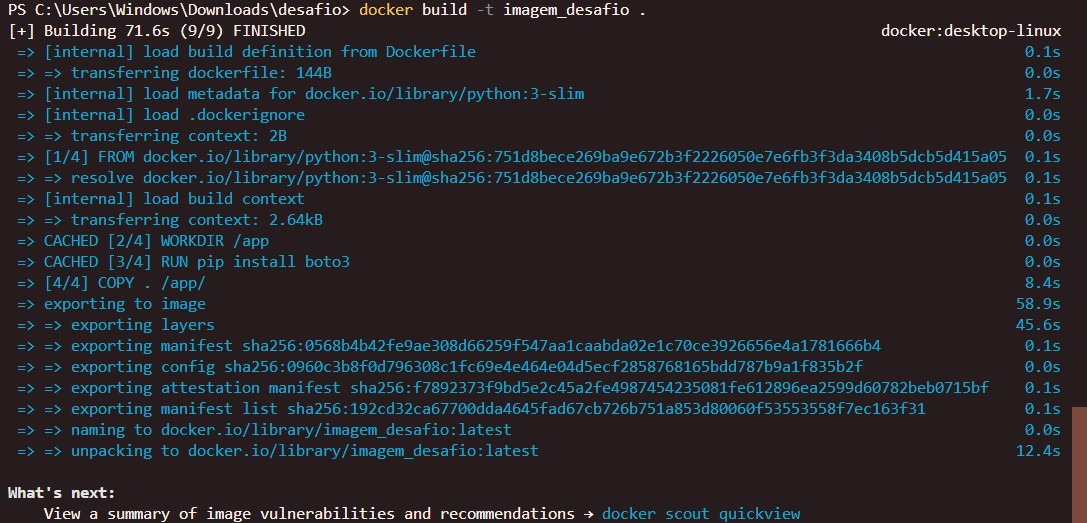 PS C:\Users\Windows\Downloads\desafio> docker build -t imagem_desafio .
[+] Building 71.6s (9/9) FINISHED docker:desktop-linux
=> [internal] load build definition from Dockerfile 0.1s
=> => transferring dockerfile: 144B 0.0s
=> [internal] load metadata for docker.io/library/python:3-slim 1.7s
=> [internal] load .dockerignore 0.0s
=> => transferring context: 2B 0.0s
=> [1/4] FROM docker.io/library/python:3-slim@sha256:751d8bece269ba9e672b3f2226050e7e6fb3f3da3408b5dcb5d415a05 0.1s
=> => resolve docker.io/library/python:3-slim@sha256:751d8bece269ba9e672b3f2226050e7e6fb3f3da3408b5dcb5d415a05 0.1s
=> [internal] load build context 0.1s
=> => transferring context: 2.64kB 0.0s
=> CACHED [2/4] WORKDIR /app 0.0s
=> CACHED [3/4] RUN pip install boto3 0.0s
=> [4/4] COPY . /app/ 8.4s
=> exporting to image 58.9s
=> => exporting layers 45.6s
=> => exporting manifest sha256:0568b4b42fe9ae308d66259f547aa1caabda02e1c70ce3926656e4a1781666b4 0.1s
=> => exporting config sha256:0960c3b8f0d796308c1fc69e4e464e04d5ecf2858768165bdd787b9a1f835b2f 0.0s
=> => exporting attestation manifest sha256:f7892373f9bd5e2c45a2fe4987454235081fe612896ea2599d60782beb0715bf 0.1s
=> => exporting manifest list sha256:192cd32ca67700dda4645fad67cb726b751a853d80060f53553558f7ec163f31 0.1s
=> => naming to docker.io/library/imagem_desafio:latest 0.0s
=> => unpacking to docker.io/library/imagem_desafio:latest 12.4s
What's next:
View a summary of image vulnerabilities and recommendations → docker scout quickview